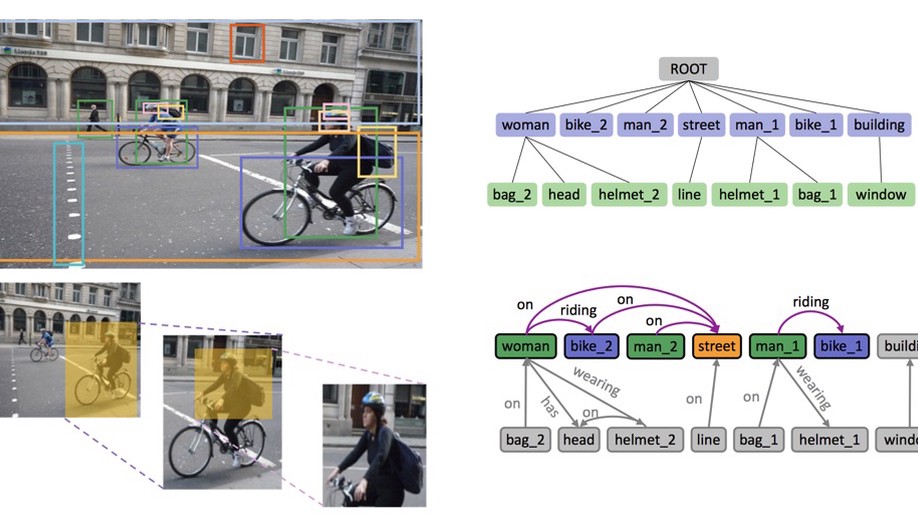 ROOT
woman bike_2 man_2 street man_1 bike_1 building
bag_2 head helmet_2 line helmet_1 bag_1 window
on riding on on riding
woman bike_2 man_2 street man_1 bike_1 buildi
on has wearing on on on wearing
bag_2 head helmet_2 line bag_1 helmet_1 windo